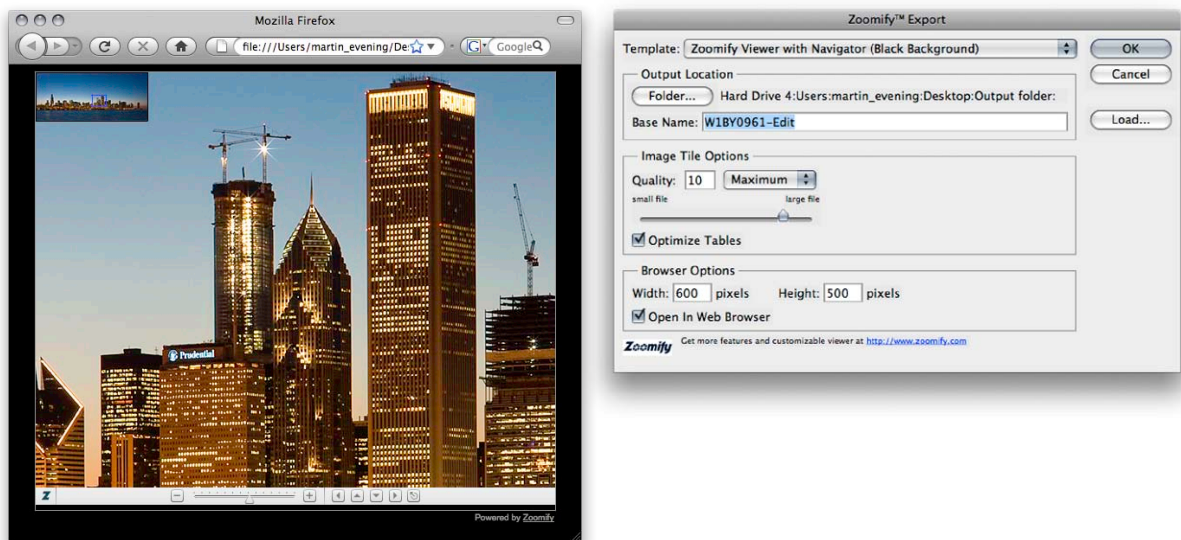 Mozilla Firefox
file:///Users/martin_evening/De:
G
Google
Prudential
Z
Powered by Zoomify
Zoomify™ Export
Template: Zoomify Viewer with Navigator (Black Background)
OK
Cancel
Load...
Output Location
Folder... Hard Drive 4:Users:martin_evening:Desktop:Output folder:
Base Name: W1BY0961-Edit
Image Tile Options
Quality: 10 Maximum
small file large file
Optimize Tables
Browser Options
Width: 600 pixels Height: 500 pixels
Open In Web Browser
Zoomify Get more features and customizable viewer at http://www.zoomify.com